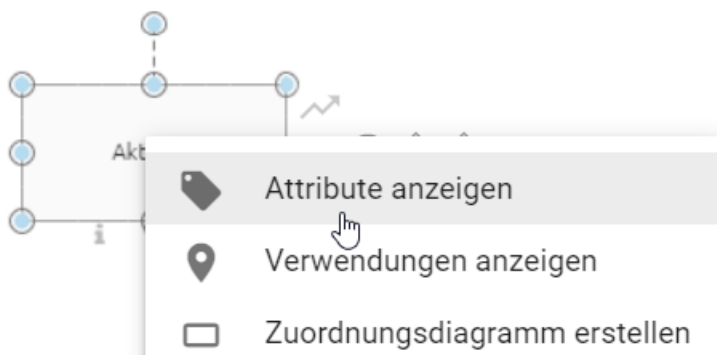 Attribute anzeigen
Verwendungen anzeigen
Zuordnungsdiagramm erstellen